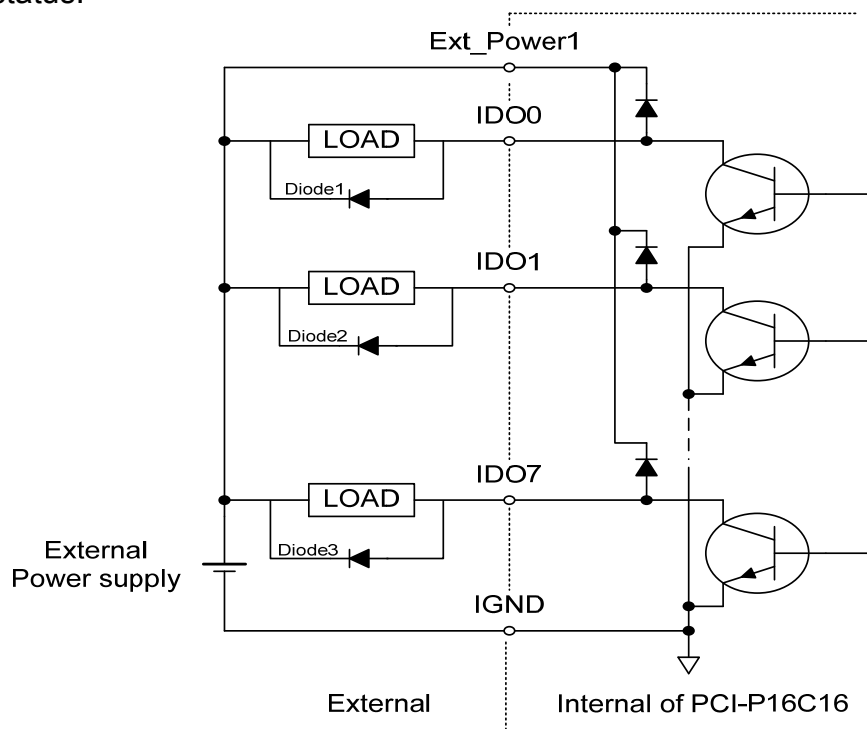 status.
Ext_Power1
IDO0
LOAD
Diode1
IDO1
LOAD
Diode2
IDO7
LOAD
Diode3
External
Power supply
IGND
External
Internal of PCI-P16C16